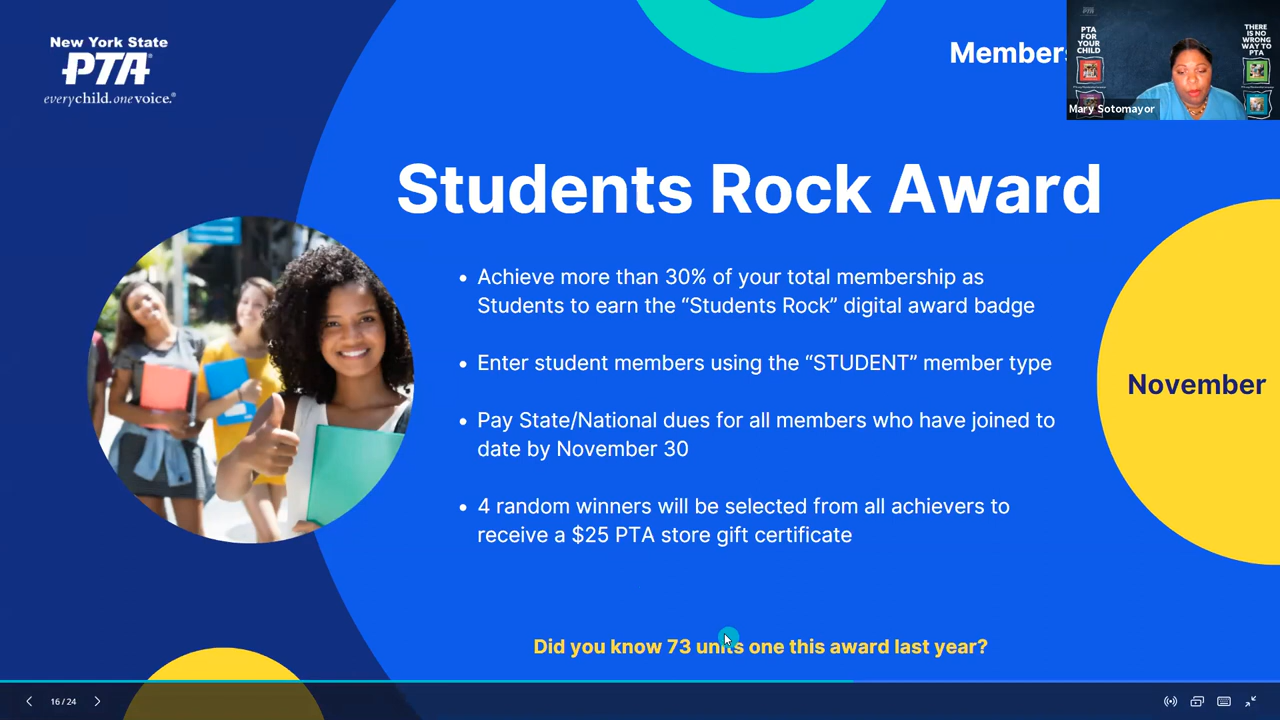 New York State
PTA
everychild.onevoice.®
Members
PTA
FOR
YOUR
CHILD
THERE
IS NO
WRONG
WAY TO
PTA
Mary Sotomayor
Students Rock Award
• Achieve more than 30% of your total membership as
Students to earn the “Students Rock” digital award badge
• Enter student members using the “STUDENT” member type
• Pay State/National dues for all members who have joined to
date by November 30
• 4 random winners will be selected from all achievers to
receive a $25 PTA store gift certificate
November
Did you know 73 units one this award last year?
16 / 24